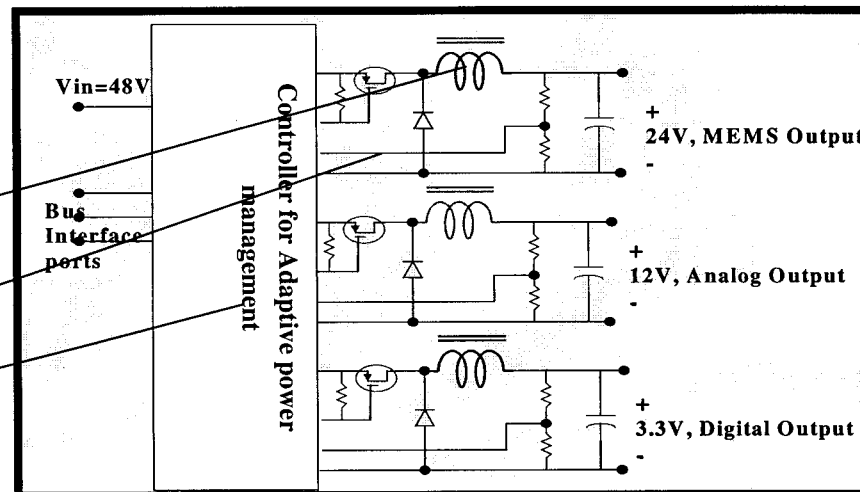 Vin=48V
Bus
Interface
ports
Controller for Adaptive power
management
+
24V, MEMS Output
-
+
12V, Analog Output
-
+
3.3V, Digital Output
-